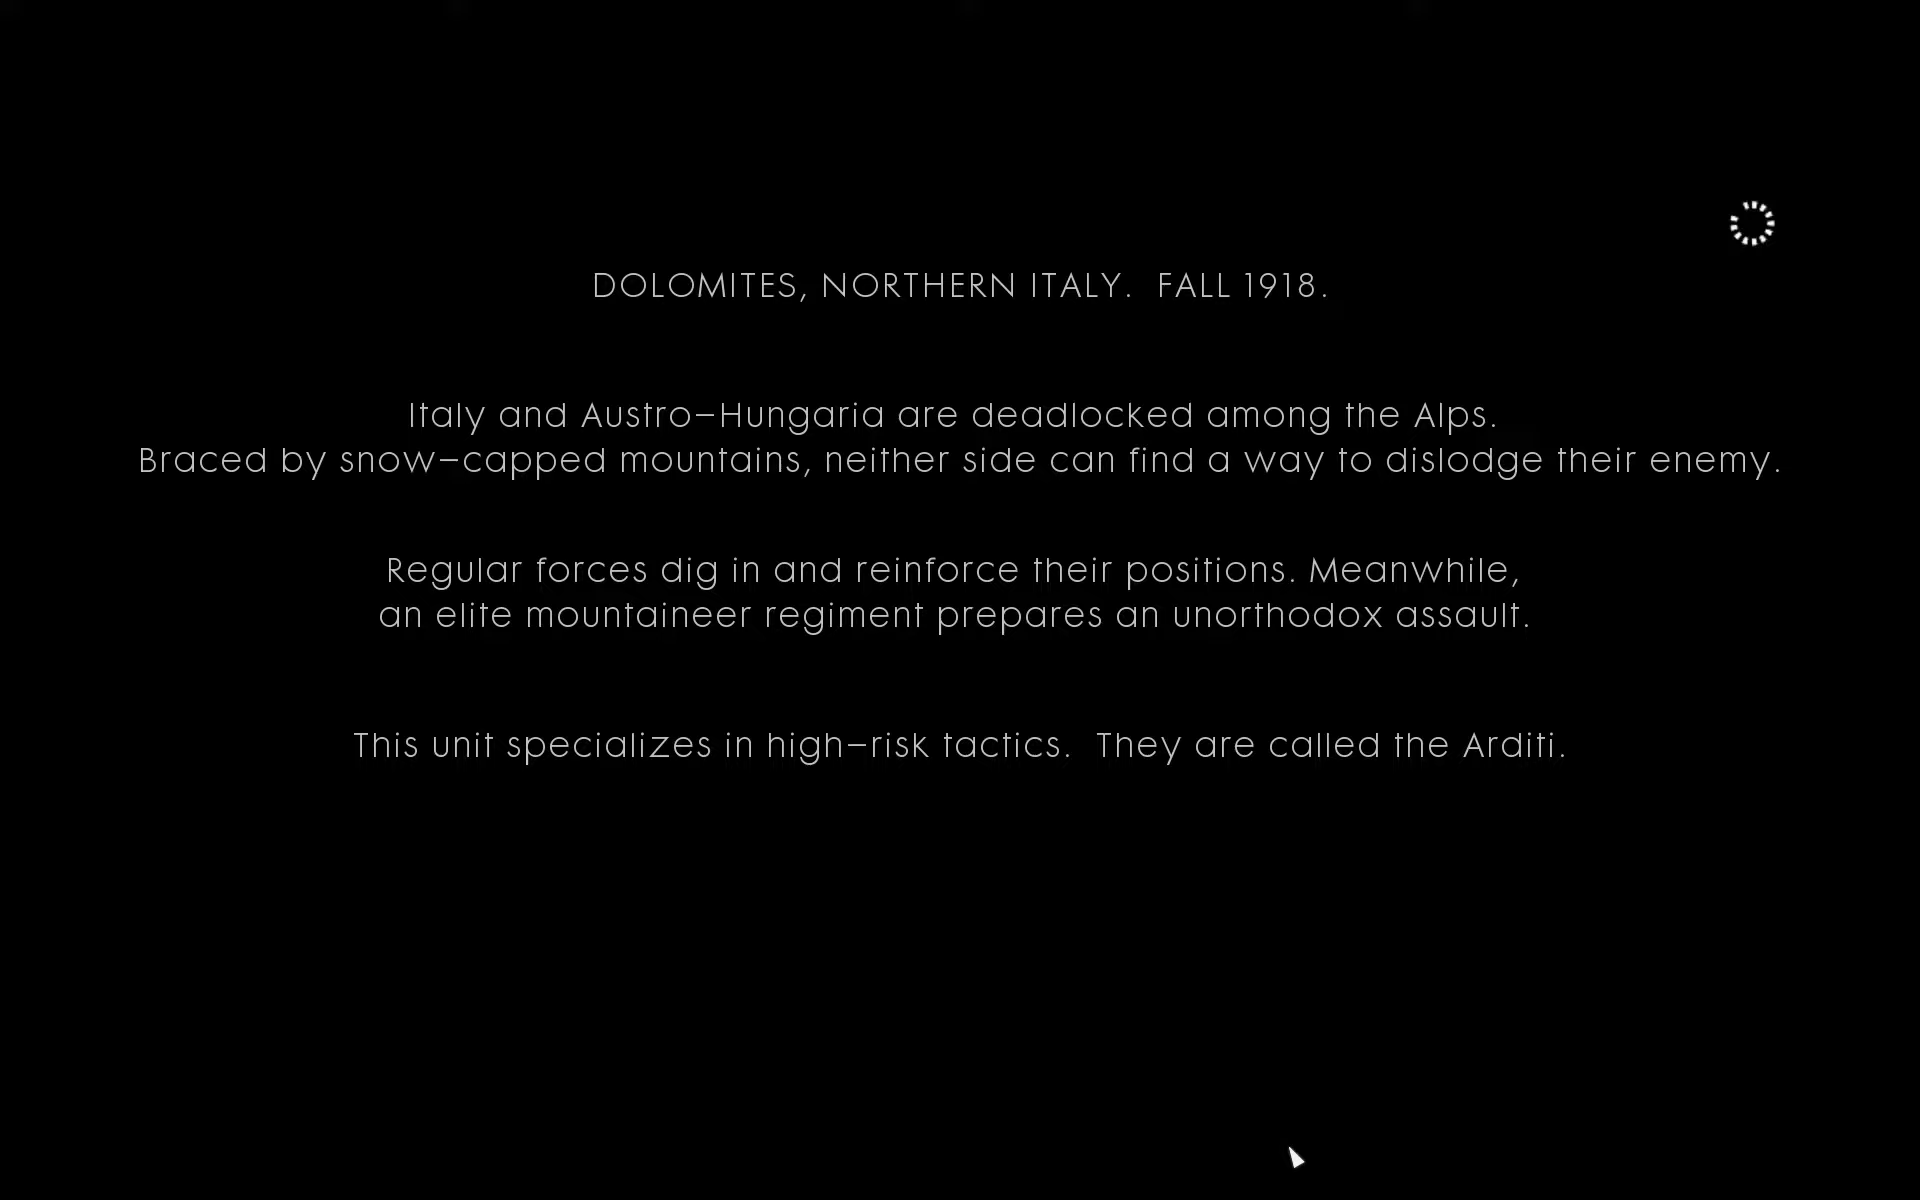 DOLOMITES, NORTHERN ITALY.  FALL 1918.
Italy and Austro-Hungaria are deadlocked among the Alps.
Braced by snow-capped mountains, neither side can find a way to dislodge their enemy.
Regular forces dig in and reinforce their positions. Meanwhile,
an elite mountaineer regiment prepares an unorthodox assault.
This unit specializes in high-risk tactics.  They are called the Arditi.